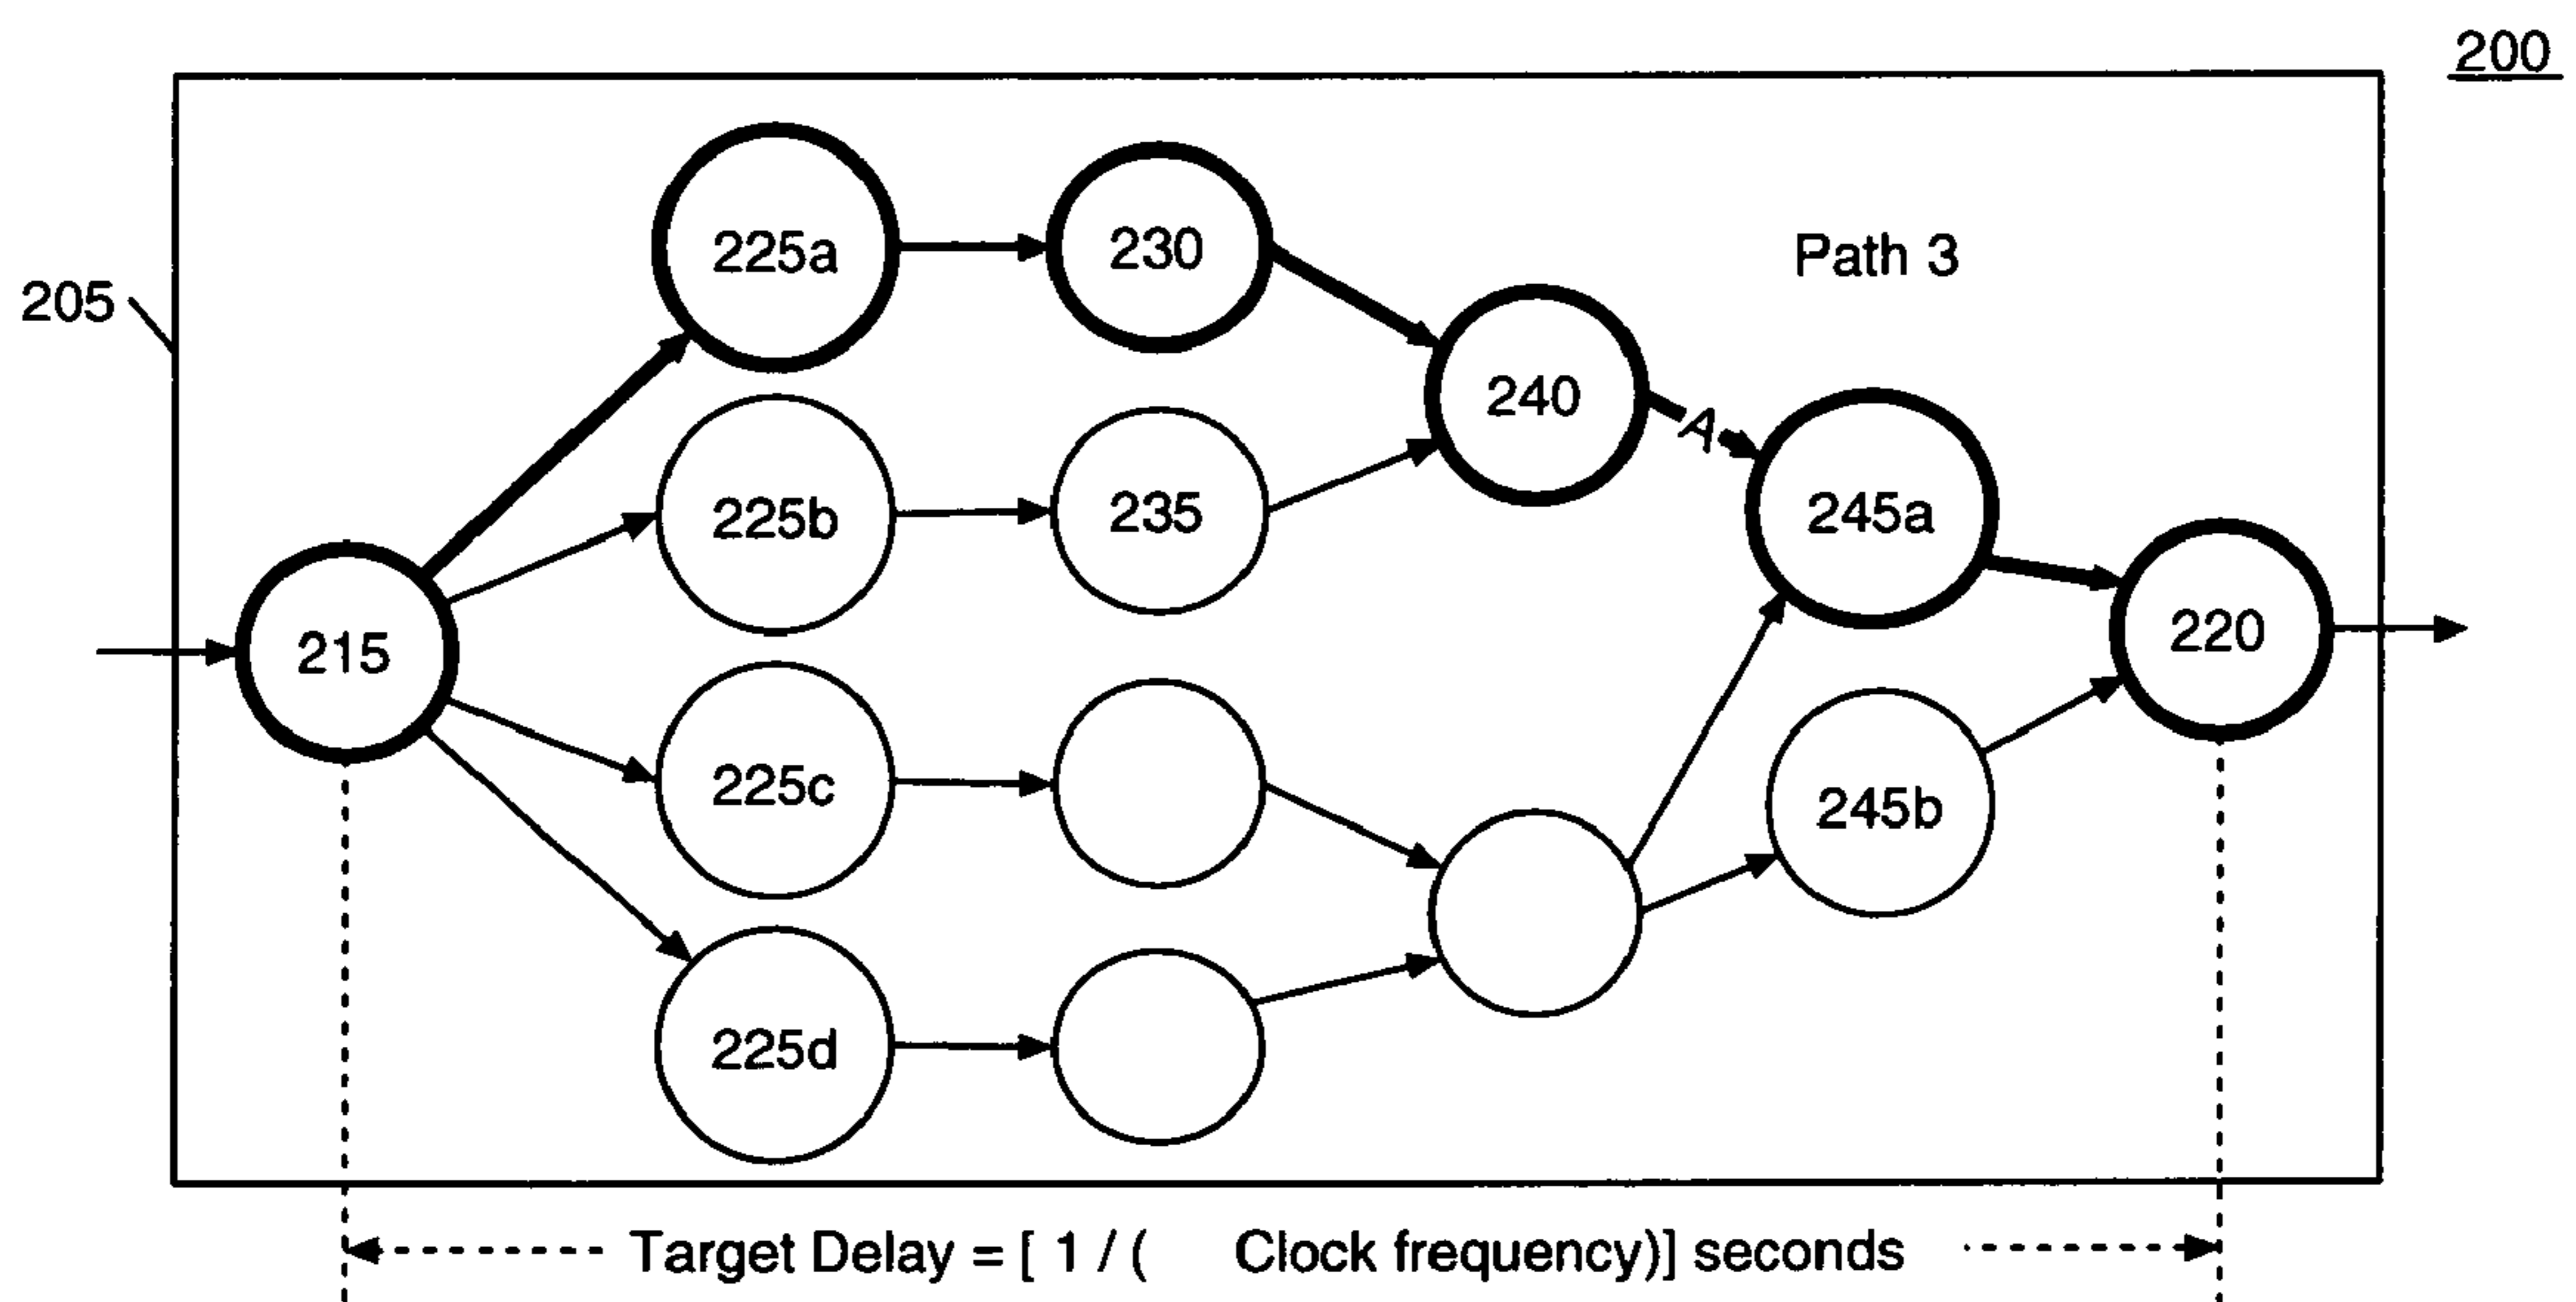 200
205
225a
230
Path 3
240
A
225b
235
245a
215
220
225c
245b
225d
Target Delay = [ 1 / ( Clock frequency)] seconds